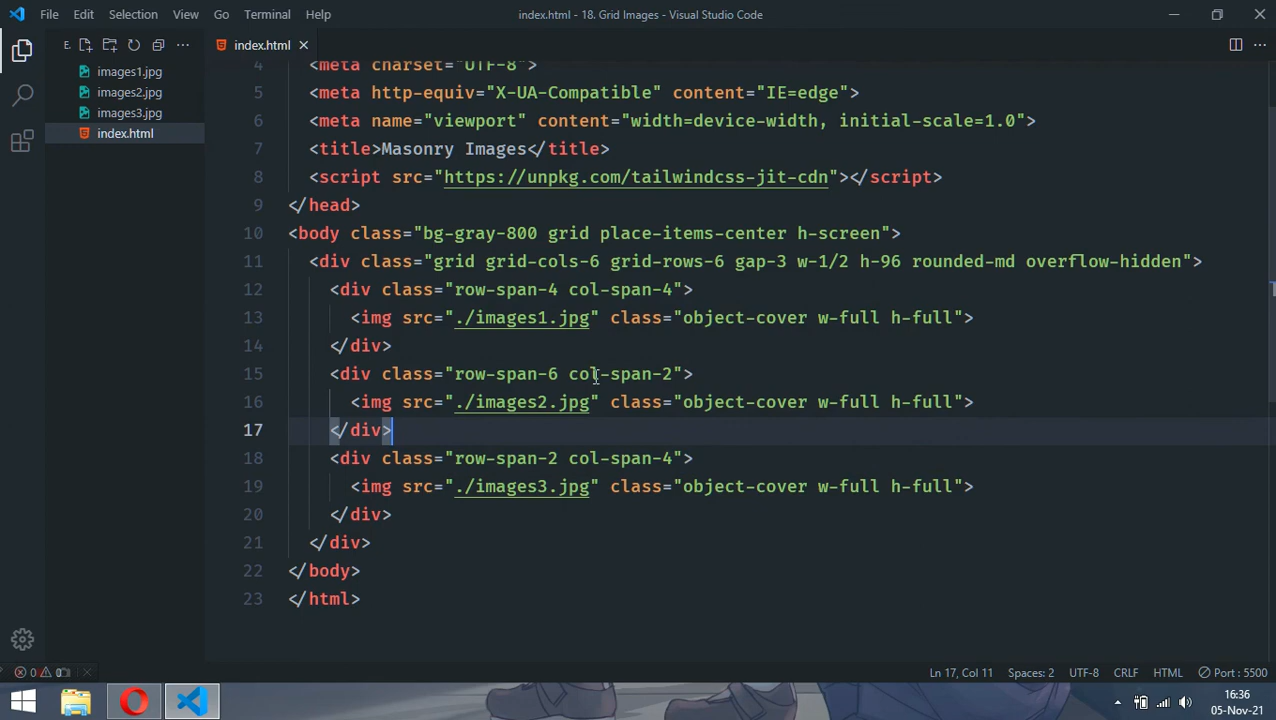 File Edit Selection View Go Terminal Help
index.html - 18. Grid Images - Visual Studio Code
E.
index.html
images1.jpg
images2.jpg
images3.jpg
index.html
4 <meta charset="UTF-8">
5 <meta http-equiv="X-UA-Compatible" content="IE=edge">
6 <meta name="viewport" content="width=device-width, initial-scale=1.0">
7 <title>Masonry Images</title>
8 <script src="https://unpkg.com/tailwindcss-jit-cdn"></script>
9 </head>
10 <body class="bg-gray-800 grid place-items-center h-screen">
11 <div class="grid grid-cols-6 grid-rows-6 gap-3 w-1/2 h-96 rounded-md overflow-hidden">
12 <div class="row-span-4 col-span-4">
13 <img src="./images1.jpg" class="object-cover w-full h-full">
14 </div>
15 <div class="row-span-6 col-span-2">
16 <img src="./images2.jpg" class="object-cover w-full h-full">
17 </div>
18 <div class="row-span-2 col-span-4">
19 <img src="./images3.jpg" class="object-cover w-full h-full">
20 </div>
21 </div>
22 </body>
23 </html>
0 0 Ln 17, Col 11 Spaces: 2 UTF-8 CRLF HTML Port : 5500
16:36
05-Nov-21